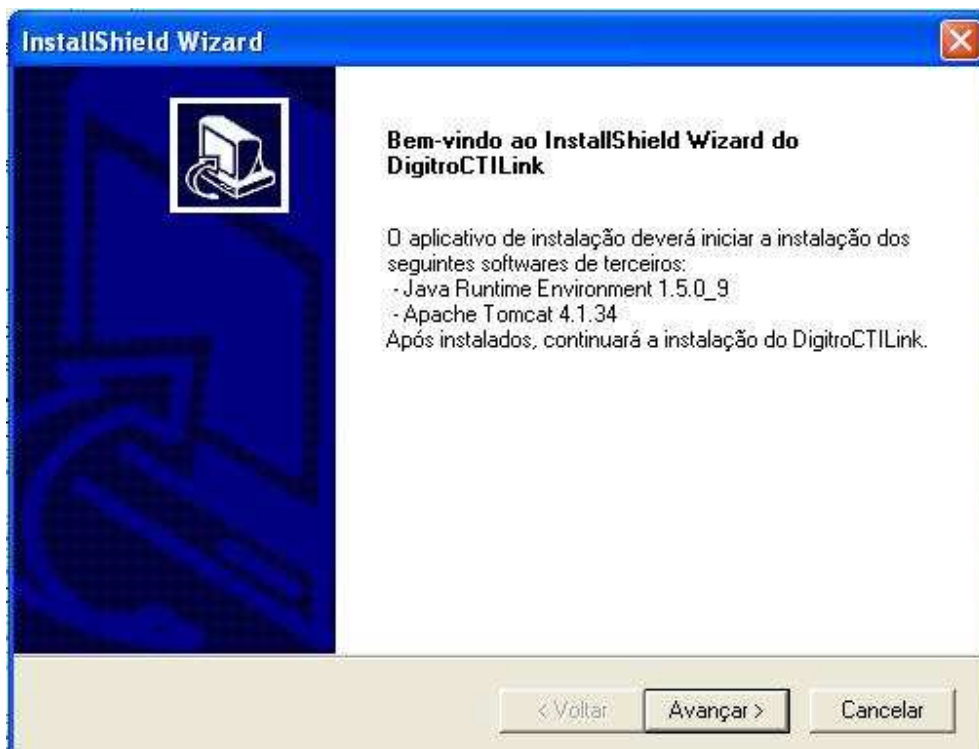 InstallShield Wizard
Bem-vindo ao InstallShield Wizard do
DigitroCTILink
O aplicativo de instalação deverá iniciar a instalação dos
seguintes softwares de terceiros:
- Java Runtime Environment 1.5.0_9
- Apache Tomcat 4.1.34
Após instalados, continuará a instalação do DigitroCTILink.
< Voltar
Avançar >
Cancelar